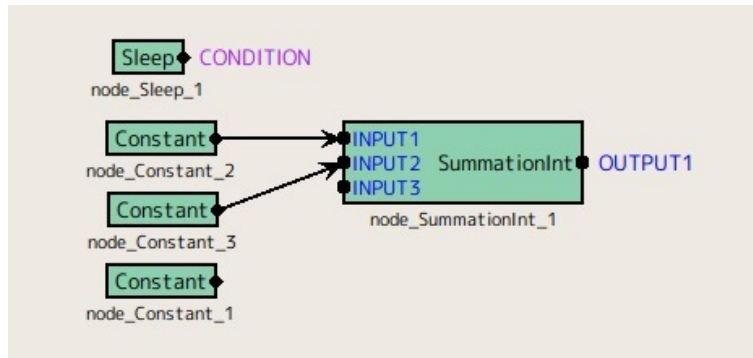 Sleep CONDITION
node_Sleep_1
Constant
node_Constant_2
Constant
node_Constant_3
Constant
node_Constant_1
INPUT1
INPUT2 SummationInt OUTPUT1
INPUT3
node_SummationInt_1